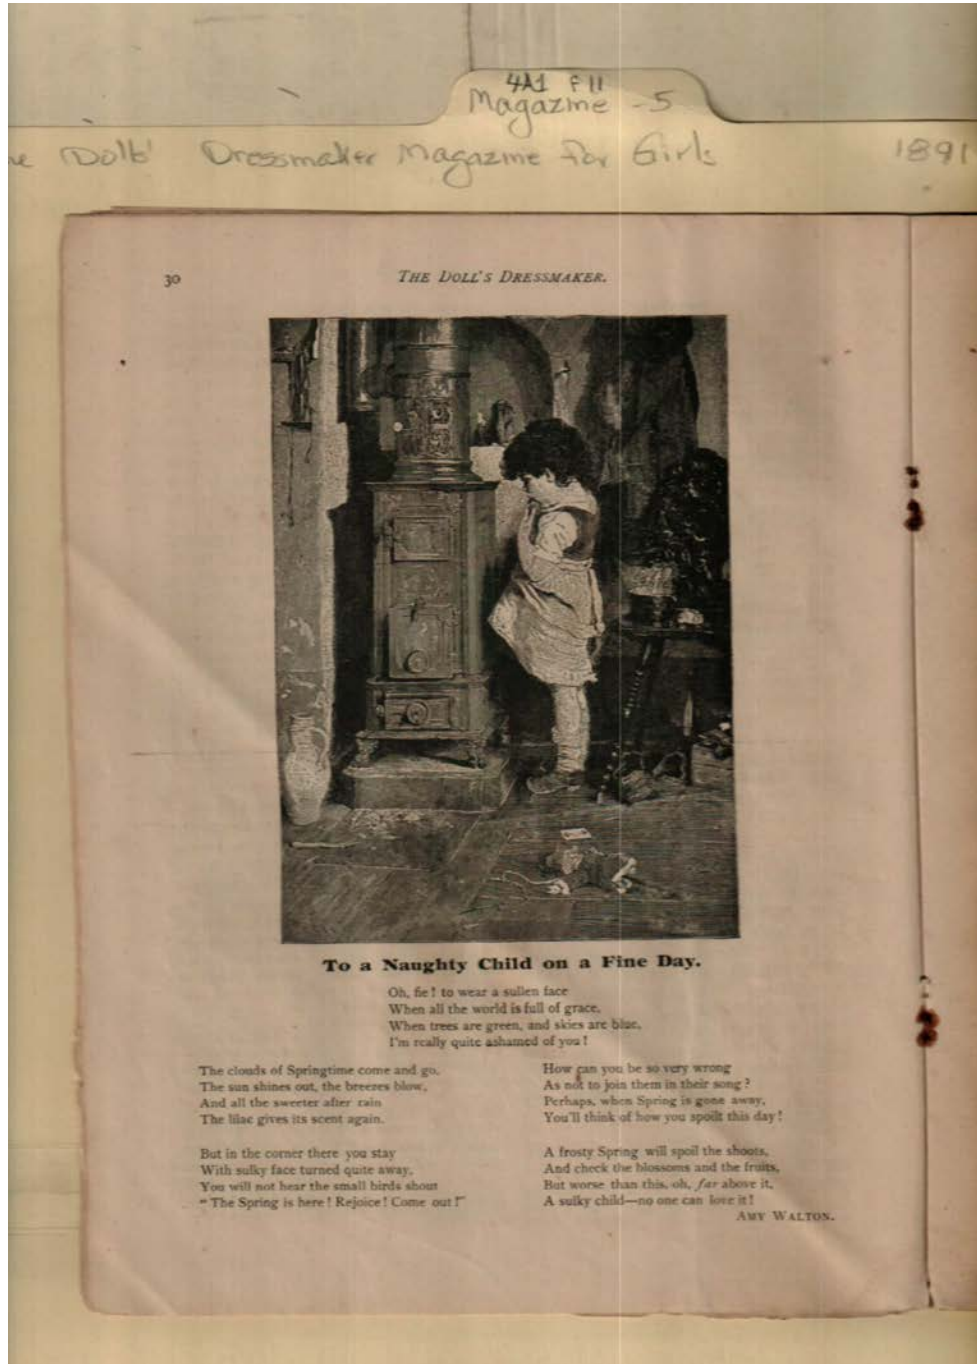 4A1 F11
Magazine -5
Dolls' Dressmaker Magazine for Girls 1891
30
THE DOLL'S DRESSMAKER.
To a Naughty Child on a Fine Day.
Oh, fie! to wear a sullen face
When all the world is full of grace,
When trees are green, and skies are blue,
I'm really quite ashamed of you!
The clouds of Springtime come and go,
The sun shines out, the breezes blow,
And all the sweeter after rain
The lilac gives its scent again.
But in the corner there you stay
With sulky face turned quite away,
You will not hear the small birds shout
"The Spring is here! Rejoice! Come out!"
How can you be so very wrong
As not to join them in their song?
Perhaps, when Spring is gone away,
You'll think of how you spoilt this day!
A frosty Spring will spoil the shoots,
And check the blossoms and the fruits,
But worse than this, oh, far above it,
A sulky child—no one can love it!
AMY WALTON.